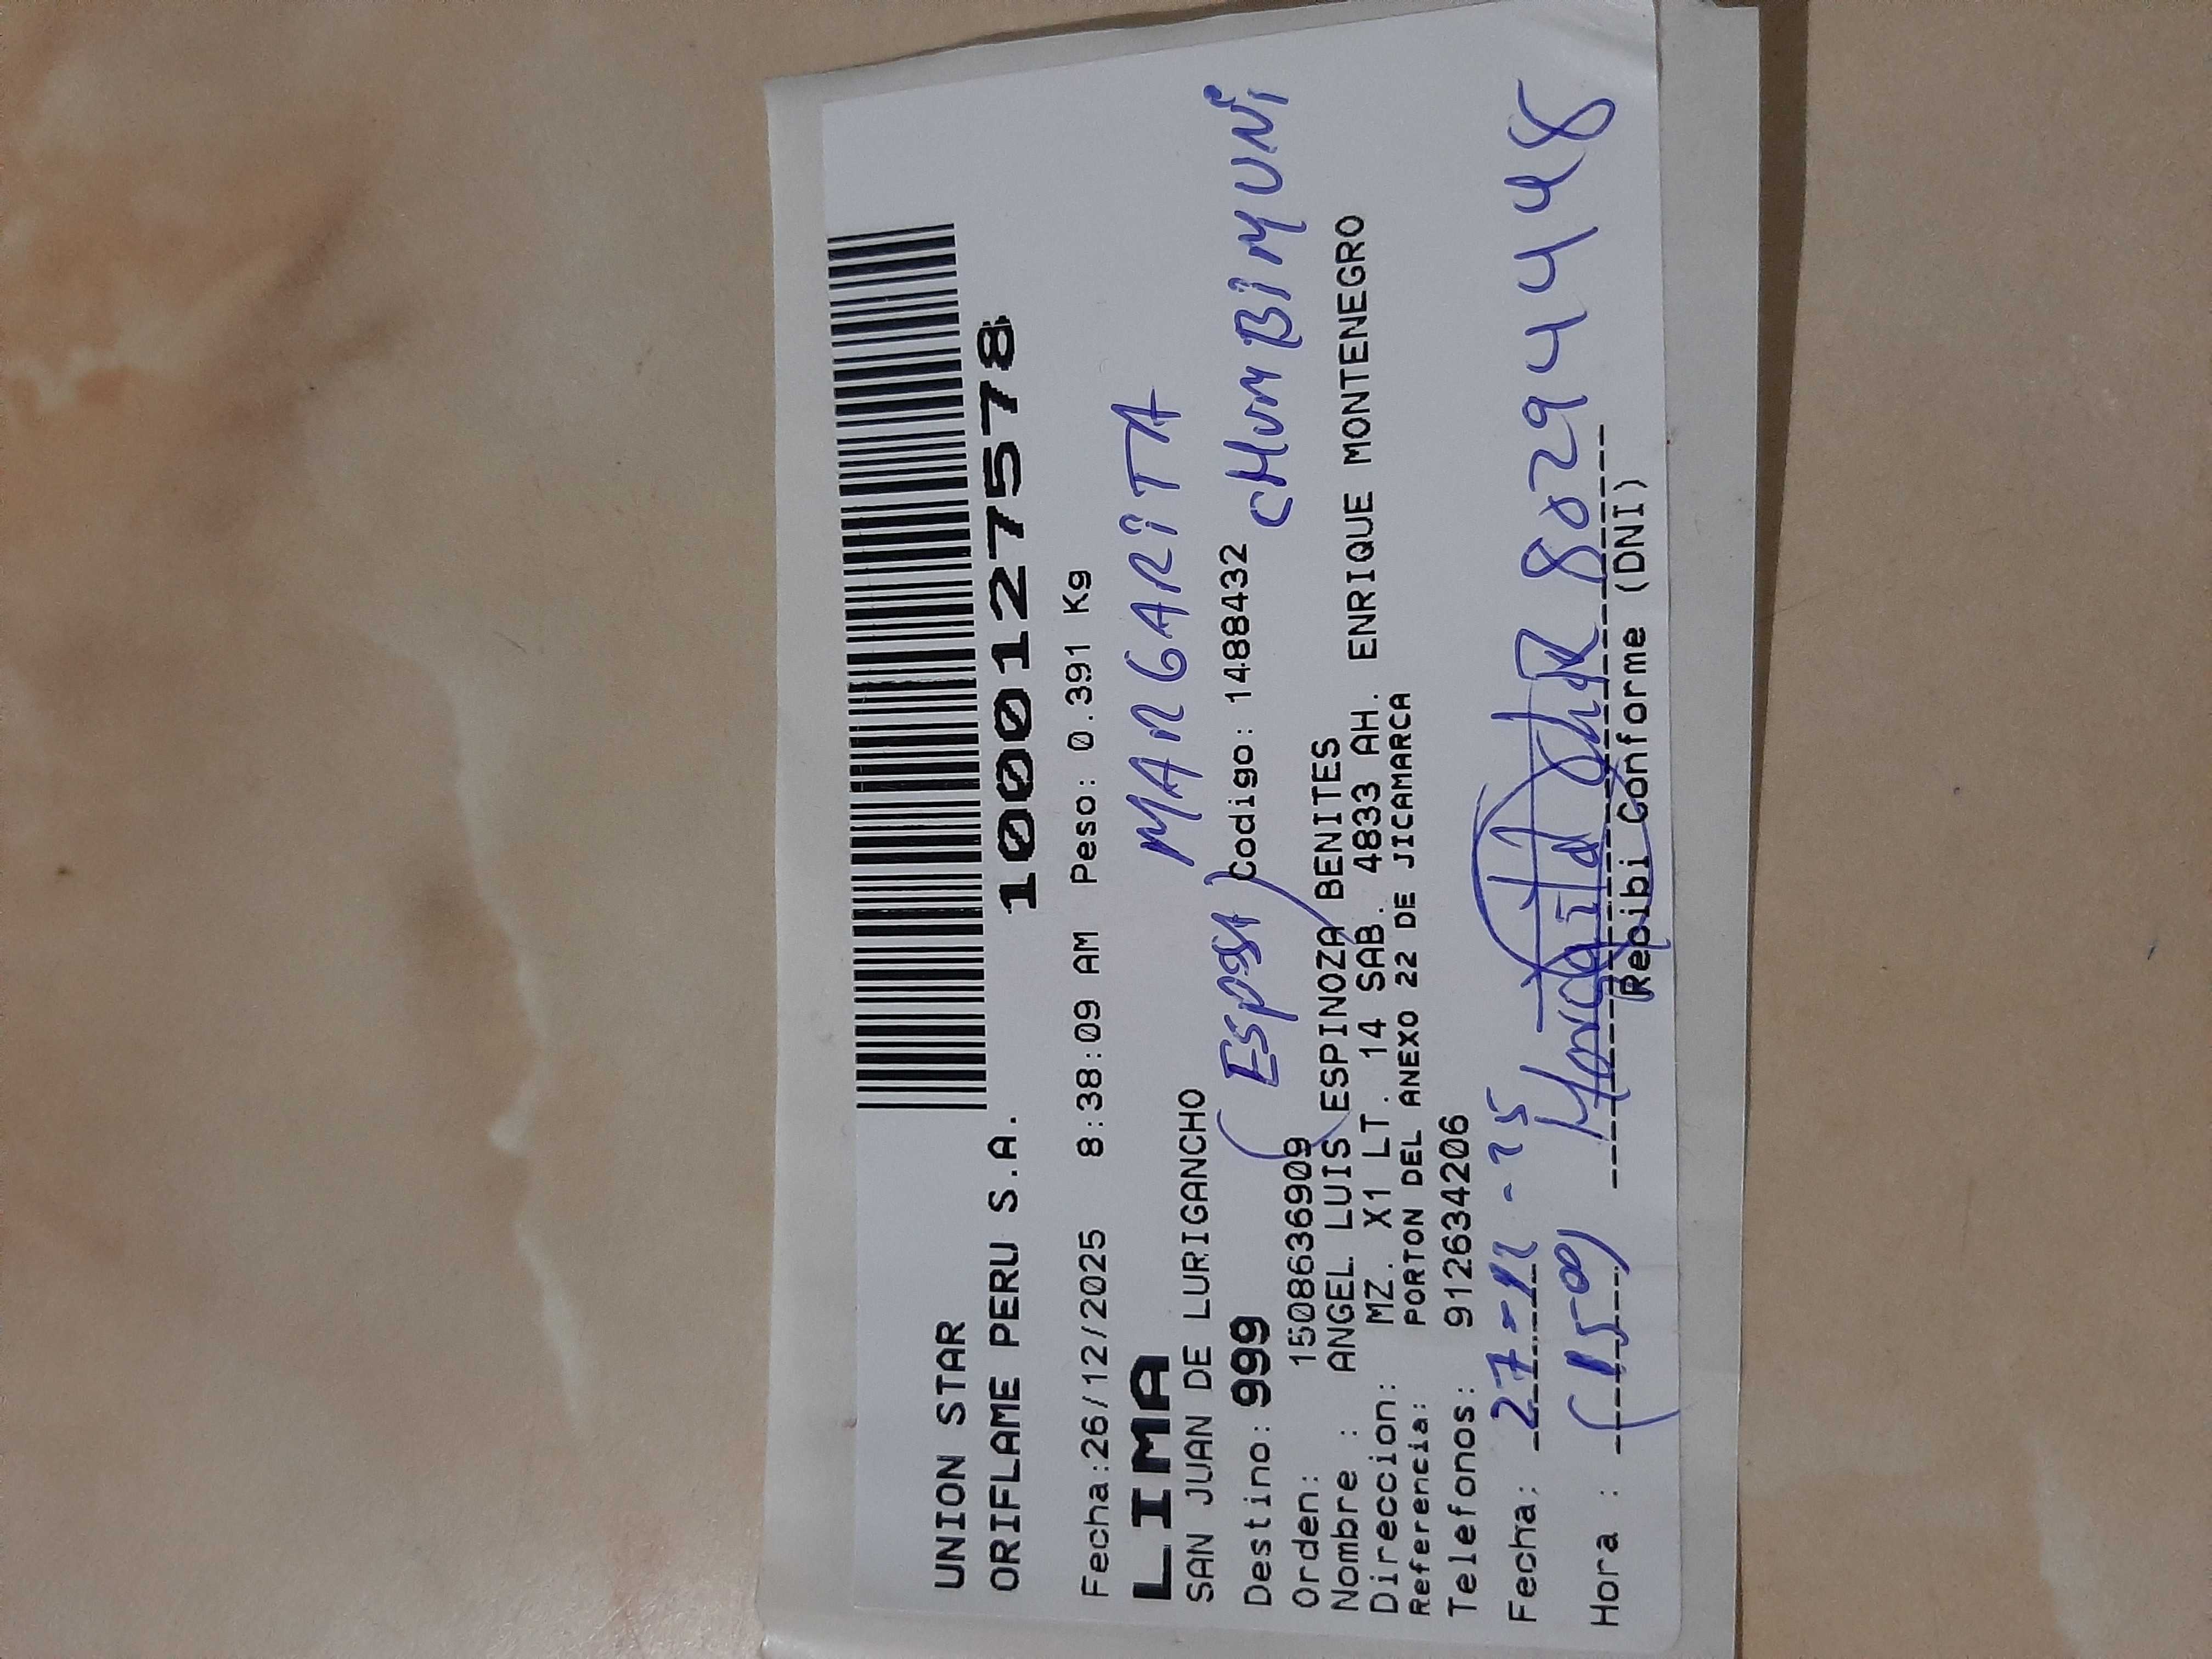 UNION STAR
ORIFLAME PERU S.A. 1000127578
Fecha:26/12/2025 8:38:09 AM Peso: 0.391 Kg
LIMA MARGARITA
SAN JUAN DE LURIGANCHO
Destino: 999 (Esposa) Codigo: 1488432 CHUMBIMUNI
Orden: 1508636909
Nombre : ANGEL LUIS ESPINOZA BENITES
Direccion: MZ. X1 LT. 14 SAB. 4833 AH. ENRIQUE MONTENEGRO
Referencia: PORTON DEL ANEXO 22 DE JICAMARCA
Telefonos: 912634206
Fecha: 27-12-25
Hora : 1500 80294448
Recibi Conforme (DNI)